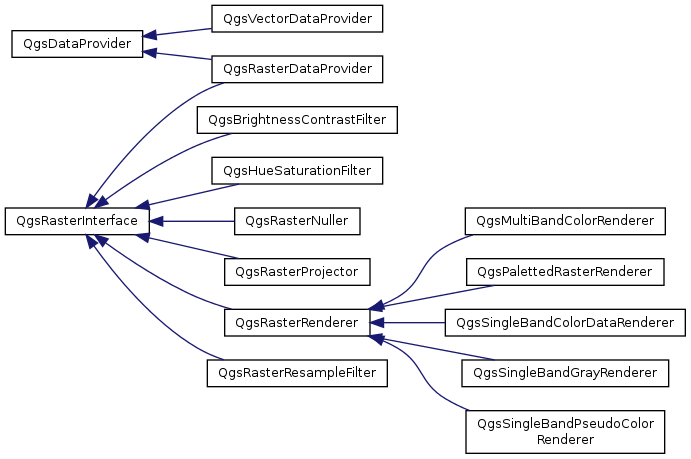 QgsVectorDataProvider
QgsDataProvider
QgsRasterDataProvider
QgsBrightnessContrastFilter
QgsHueSaturationFilter
QgsRasterInterface
QgsRasterNuller
QgsMultiBandColorRenderer
QgsRasterProjector
QgsPalettedRasterRenderer
QgsRasterRenderer
QgsSingleBandColorDataRenderer
QgsRasterResampleFilter
QgsSingleBandGrayRenderer
QgsSingleBandPseudoColor
Renderer